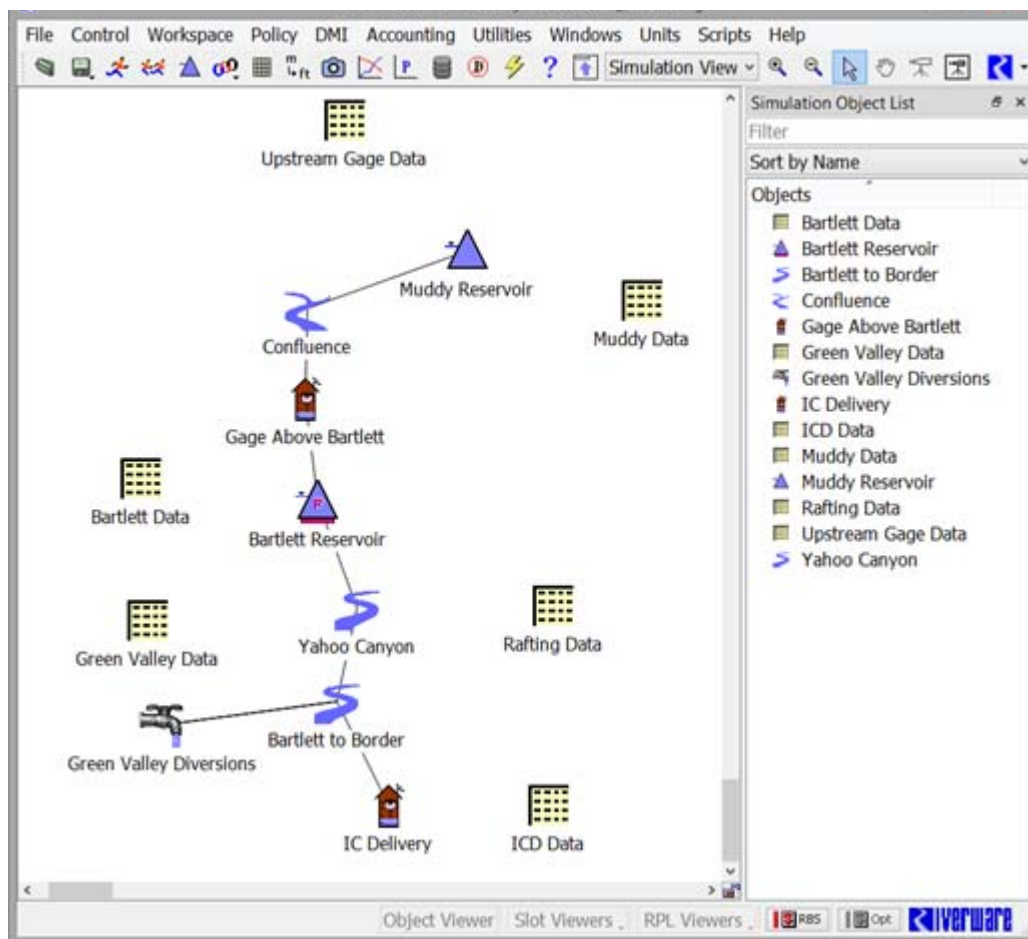 File Control Workspace Policy DMI Accounting Utilities Windows Units Scripts Help
Simulation View
Upstream Gage Data
Muddy Reservoir
Muddy Data
Confluence
Gage Above Bartlett
Bartlett Data
Bartlett Reservoir
Yahoo Canyon
Rafting Data
Green Valley Data
Bartlett to Border
Green Valley Diversions
IC Delivery
ICD Data
Simulation Object List
Filter
Sort by Name
Objects
Bartlett Data
Bartlett Reservoir
Bartlett to Border
Confluence
Gage Above Bartlett
Green Valley Data
Green Valley Diversions
IC Delivery
ICD Data
Muddy Data
Muddy Reservoir
Rafting Data
Upstream Gage Data
Yahoo Canyon
Object Viewer Slot Viewers RPL Viewers RBS Opt Riverware